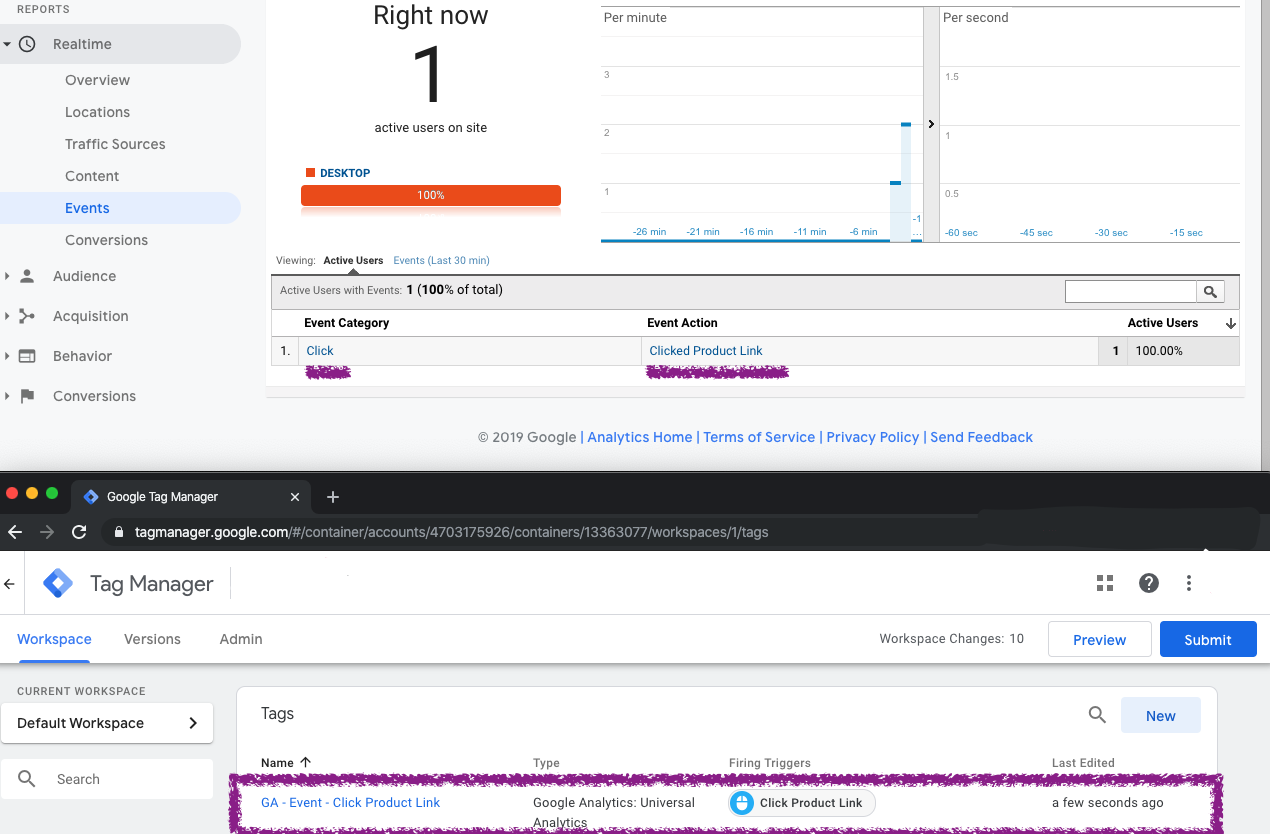 REPORTS
Realtime
Overview
Locations
Traffic Sources
Content
Events
Conversions
Audience
Acquisition
Behavior
Conversions
Right now
1
active users on site
DESKTOP
100%
Per minute
3
2
1
-26 min -21 min -16 min -11 min -6 min -1 ...
Per second
1.5
1
0.5
-60 sec -45 sec -30 sec -15 sec
Viewing: Active Users Events (Last 30 min)
Active Users with Events: 1 (100% of total)
Event Category Event Action Active Users
1. Click Clicked Product Link 1 100.00%
© 2019 Google | Analytics Home | Terms of Service | Privacy Policy | Send Feedback
Google Tag Manager
tagmanager.google.com/#/container/accounts/4703175926/containers/13363077/workspaces/1/tags
Tag Manager
Workspace Versions Admin Workspace Changes: 10 Preview Submit
CURRENT WORKSPACE
Default Workspace
Search
Tags New
Name Type Firing Triggers Last Edited
GA - Event - Click Product Link Google Analytics: Universal Click Product Link a few seconds ago
Analytics